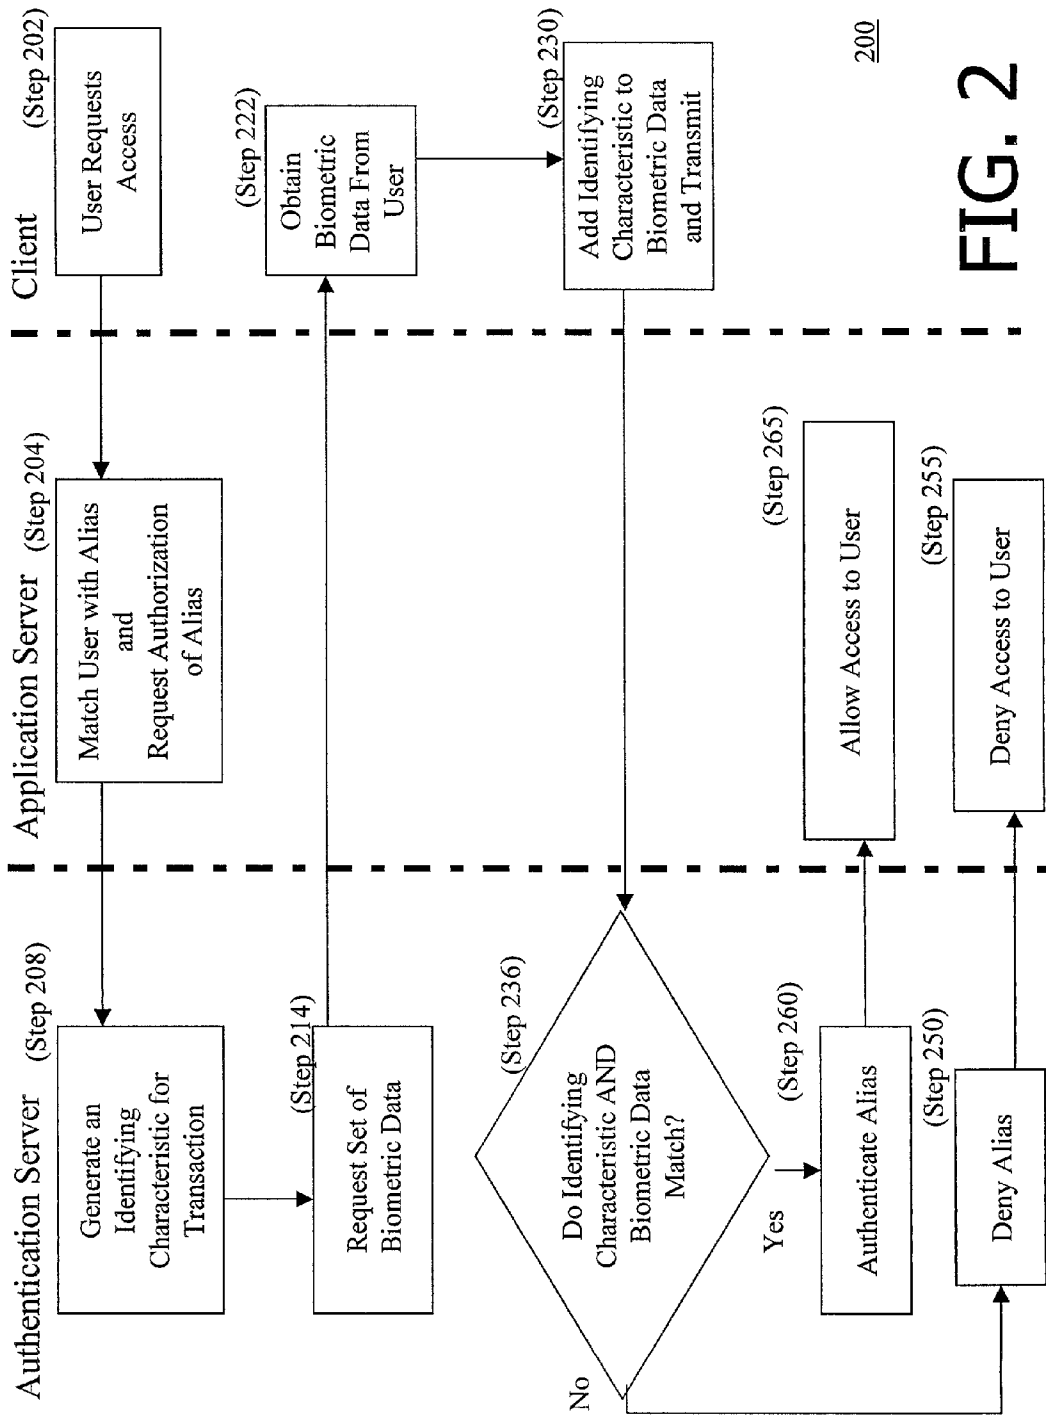 Authentication Server
Application Server
Client
(Step 208)
Generate an
Identifying
Characteristic for
Transaction
(Step 204)
Match User with Alias
and
Request Authorization
of Alias
(Step 202)
User Requests
Access
(Step 214)
Request Set of
Biometric Data
(Step 222)
Obtain
Biometric
Data From
User
(Step 236)
Do Identifying
Characteristic AND
Biometric Data
Match?
(Step 230)
Add Identifying
Characteristic to
Biometric Data
and Transmit
No
Yes
(Step 260)
Authenticate Alias
(Step 265)
Allow Access to User
(Step 250)
Deny Alias
(Step 255)
Deny Access to User
200
FIG. 2